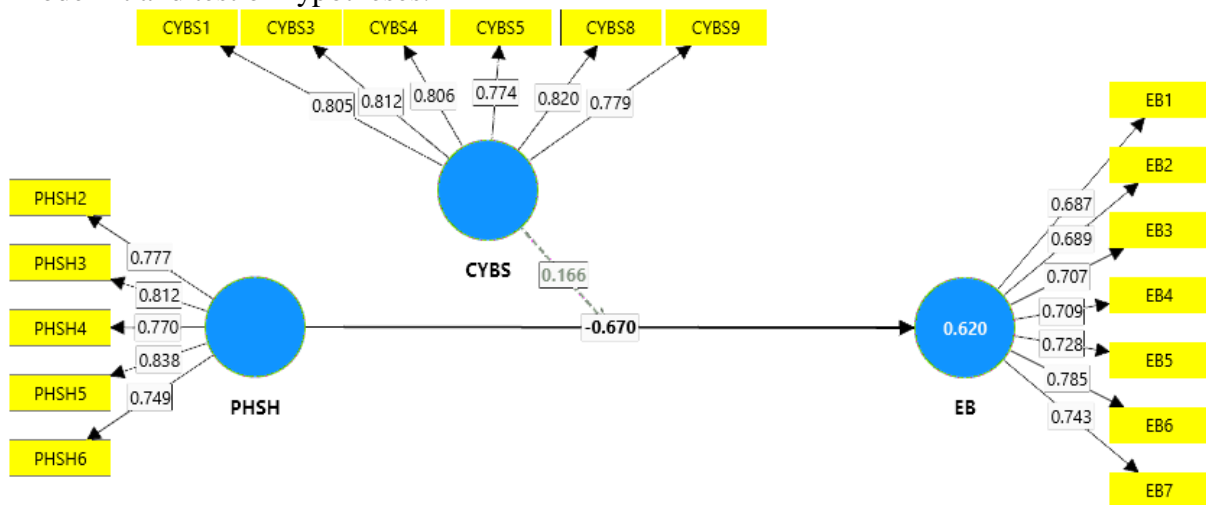 CYBS1 CYBS3 CYBS4 CYBS5 CYBS8 CYBS9
0.805 0.812 0.806 0.774 0.820 0.779
CYBS
0.166
PHSH2
PHSH3
PHSH4
PHSH5
PHSH6
0.777
0.812
0.770
0.838
0.749
PHSH
-0.670
0.620
EB
0.687
0.689
0.707
0.709
0.728
0.785
0.743
EB1
EB2
EB3
EB4
EB5
EB6
EB7